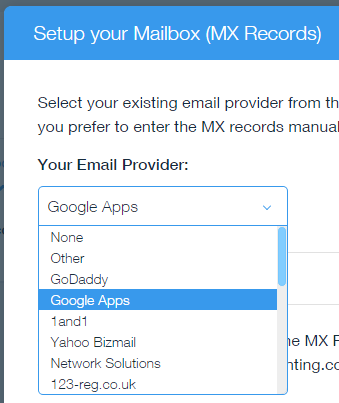 Setup your Mailbox (MX Records)
Select your existing email provider from th
you prefer to enter the MX records manual
Your Email Provider:
Google Apps
None
Other
GoDaddy
Google Apps
1and1
Yahoo Bizmail
Network Solutions
123-reg.co.uk
ne MX F
nting.co